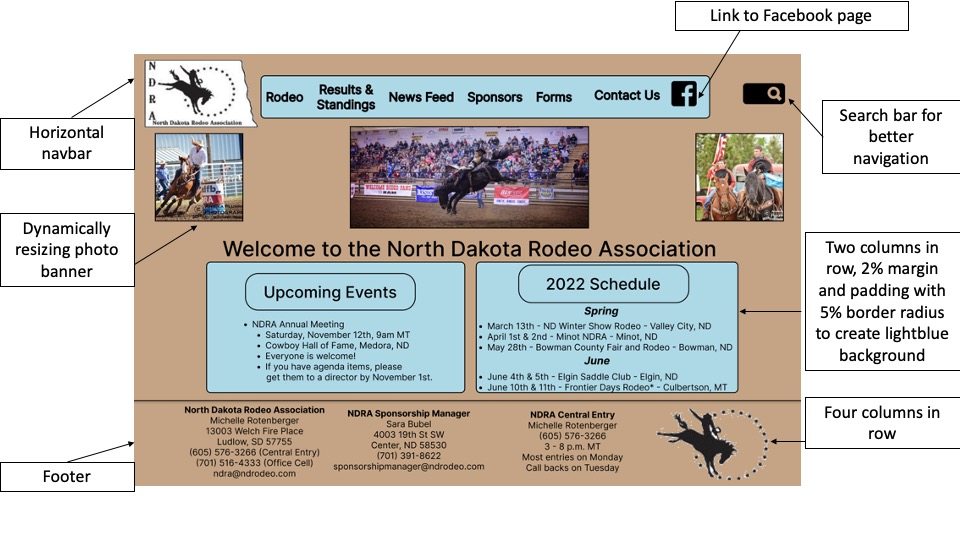 Link to Facebook page
N
D
R
A
North Dakota Rodeo Association
Rodeo
Results &
Standings
News Feed
Sponsors
Forms
Contact Us
Horizontal
navbar
Search bar for
better
navigation
WELCOME RODEO FANS
Dynamically
resizing photo
banner
Welcome to the North Dakota Rodeo Association
Upcoming Events
• NDRA Annual Meeting
• Saturday, November 12th, 9am MT
• Cowboy Hall of Fame, Medora, ND
• Everyone is welcome!
• If you have agenda items, please
get them to a director by November 1st.
2022 Schedule
Spring
• March 13th - ND Winter Show Rodeo - Valley City, ND
• April 1st & 2nd - Minot NDRA - Minot, ND
• May 28th - Bowman County Fair and Rodeo - Bowman, ND
June
• June 4th & 5th - Elgin Saddle Club - Elgin, ND
• June 10th & 11th - Frontier Days Rodeo* - Culbertson, MT
Two columns in
row, 2% margin
and padding with
5% border radius
to create lightblue
background
Footer
North Dakota Rodeo Association
Michelle Rotenberger
13003 Welch Fire Place
Ludlow, SD 57755
(605) 576-3266 (Central Entry)
(701) 516-4333 (Office Cell)
ndra@ndrodeo.com
NDRA Sponsorship Manager
Sara Bubel
4003 19th St SW
Center, ND 58530
(701) 391-8622
sponsorshipmanager@ndrodeo.com
NDRA Central Entry
Michelle Rotenberger
(605) 576-3266
3 - 8 p.m. MT
Most entries on Monday
Call backs on Tuesday
Four columns in
row